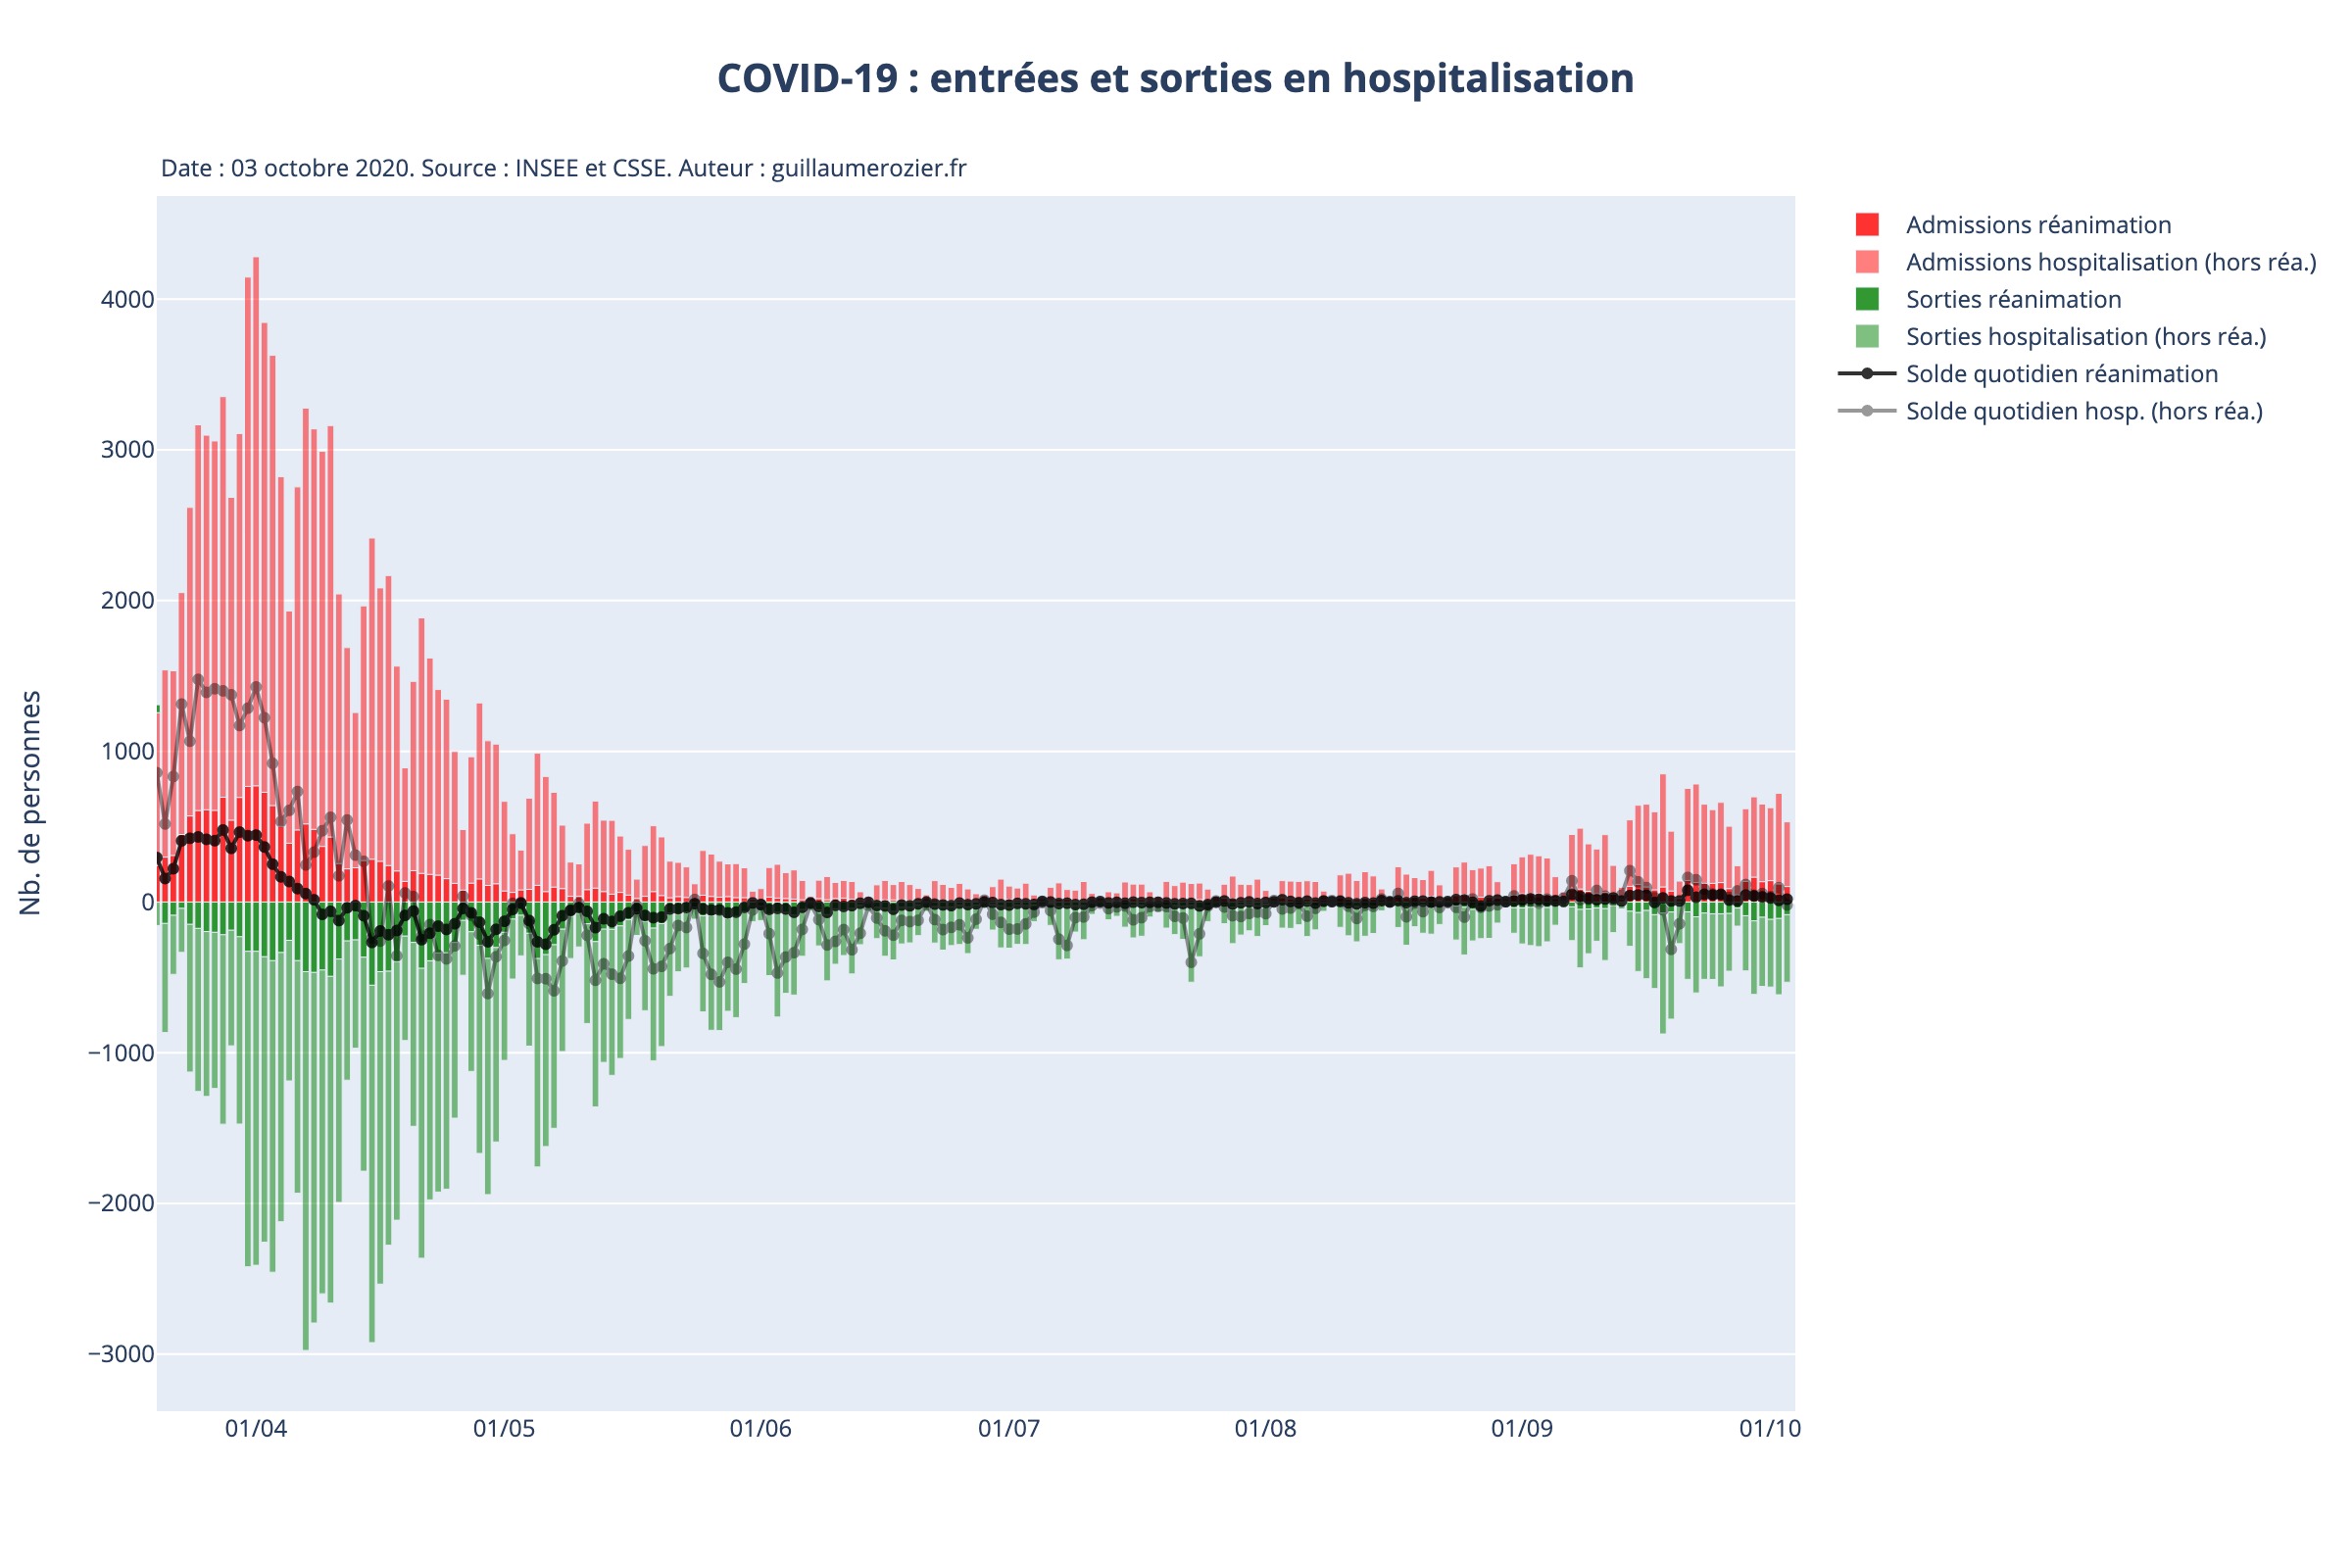 COVID-19 : entrées et sorties en hospitalisation
Date : 03 octobre 2020. Source : INSEE et CSSE. Auteur : guillaumerozier.fr
Admissions réanimation
Admissions hospitalisation (hors réa.)
Sorties réanimation
Sorties hospitalisation (hors réa.)
Solde quotidien réanimation
Solde quotidien hosp. (hors réa.)
Nb. de personnes
4000
3000
2000
1000
0
−1000
−2000
−3000
01/04 01/05 01/06 01/07 01/08 01/09 01/10